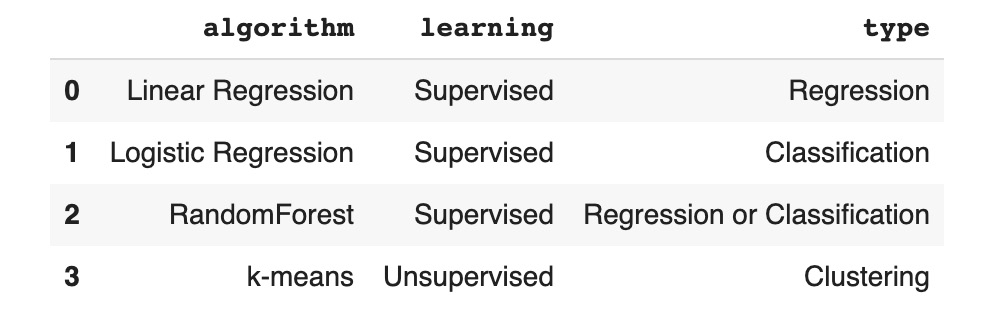 algorithm learning type
0 Linear Regression Supervised Regression
1 Logistic Regression Supervised Classification
2 RandomForest Supervised Regression or Classification
3 k-means Unsupervised Clustering